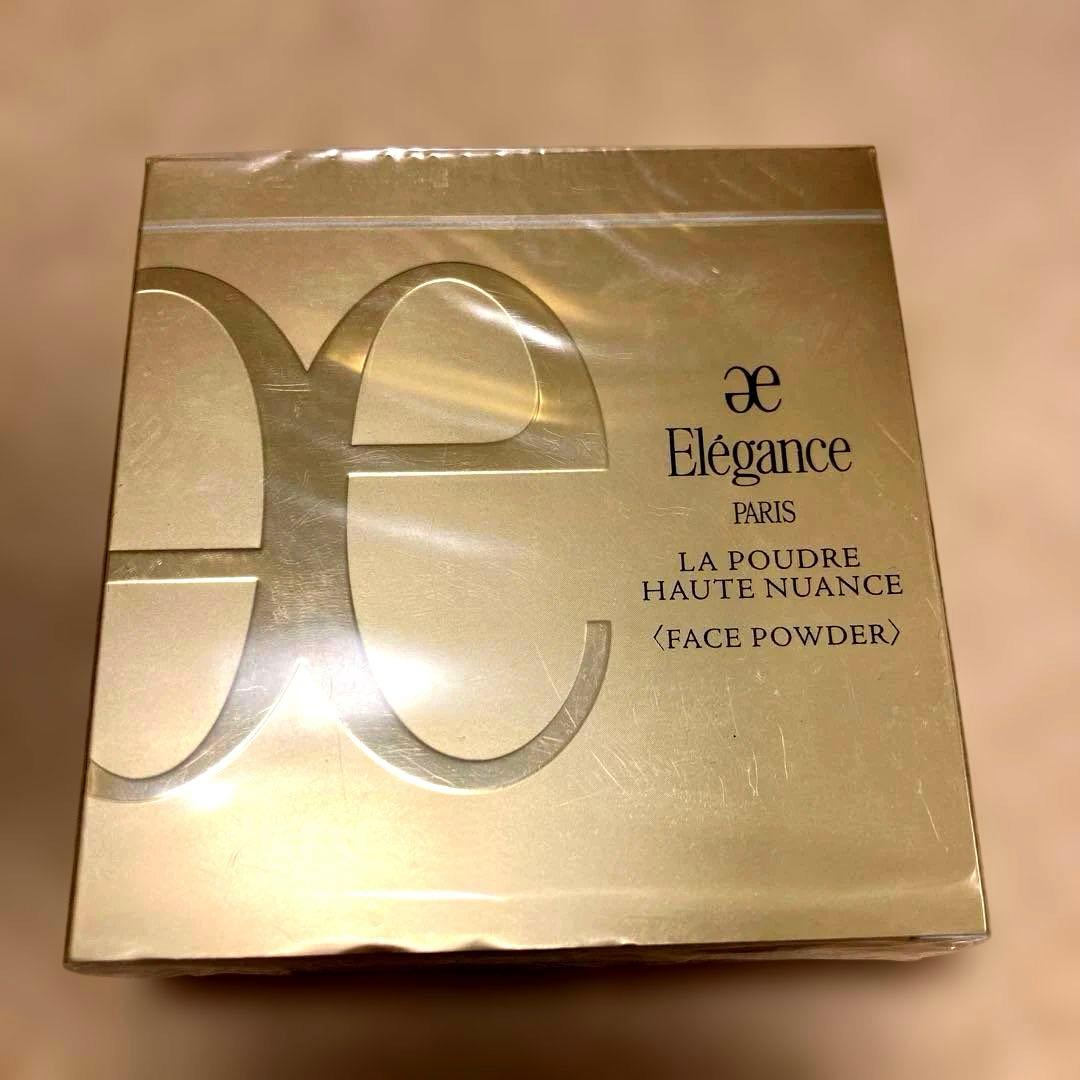 Elégance
PARIS
LA POUDRE
HAUTE NUANCE
〈FACE POWDER〉